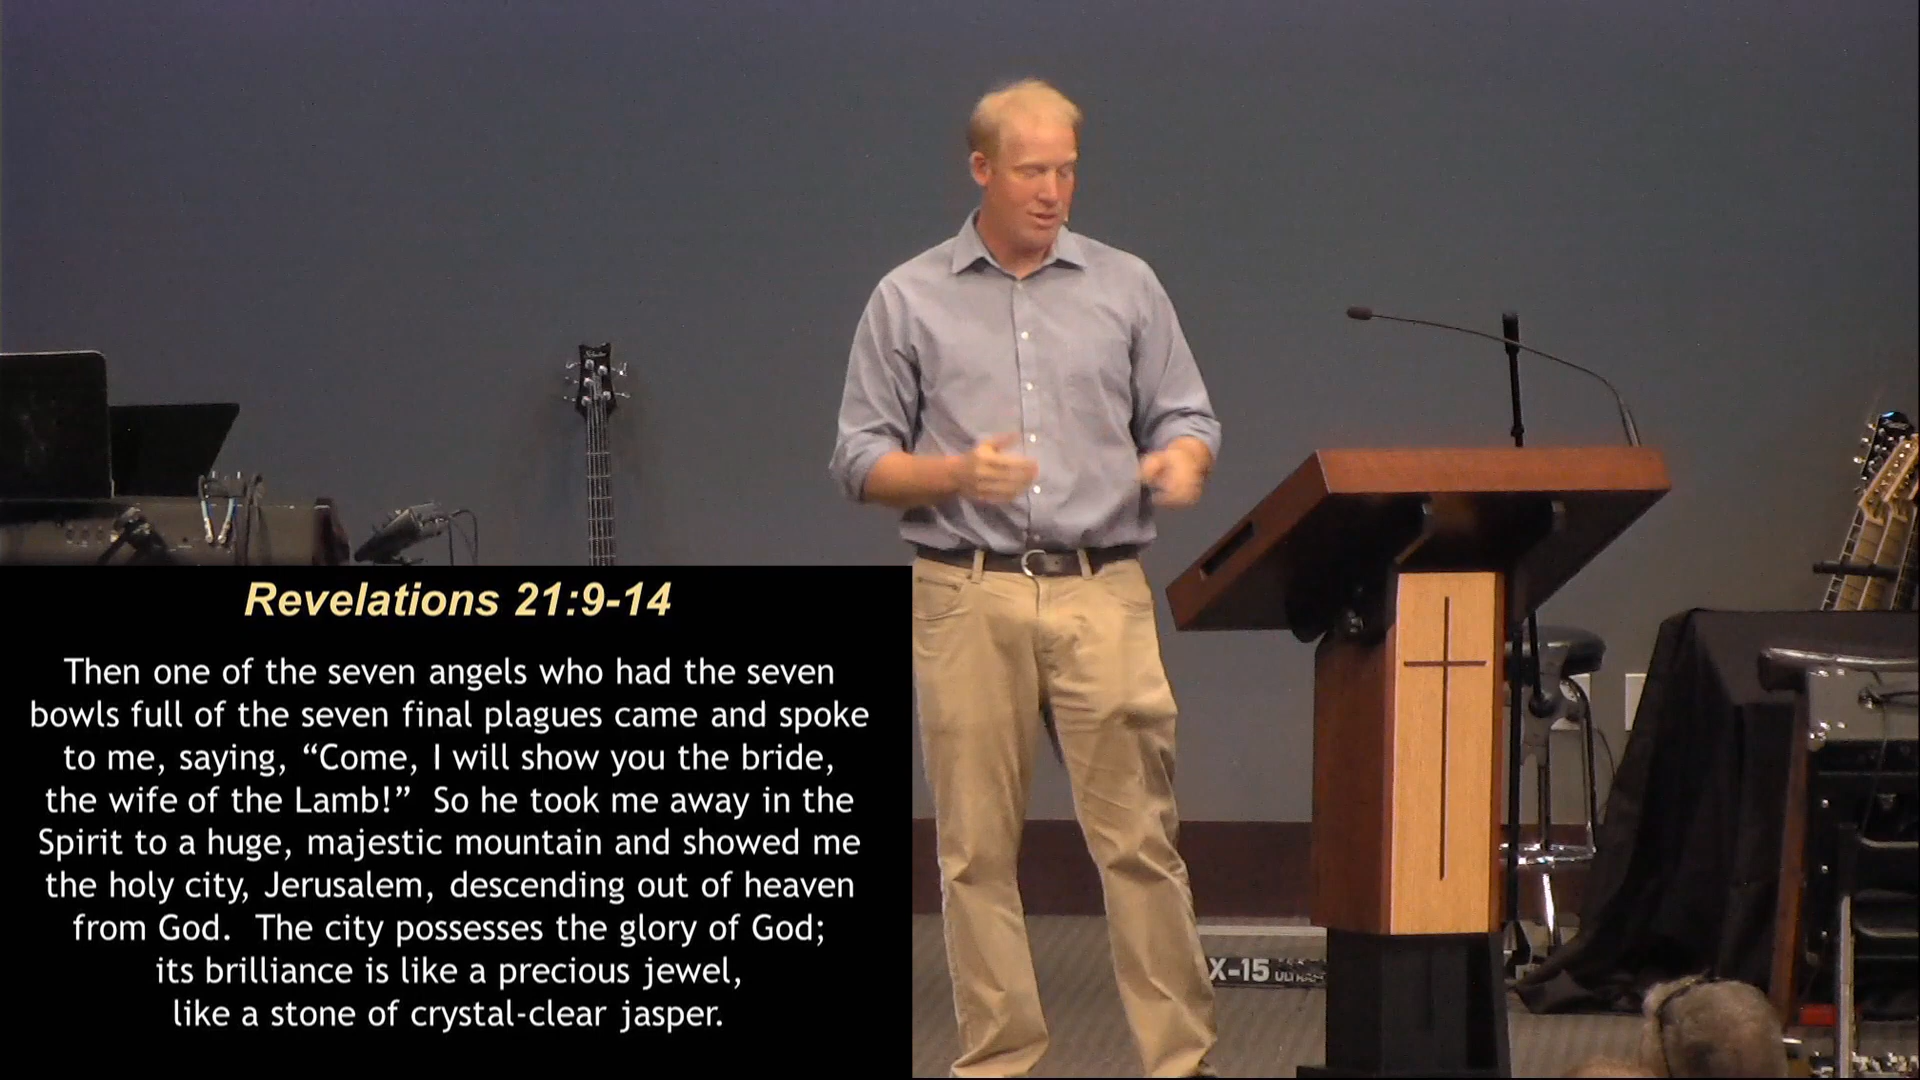 Schecter
Revelations 21:9-14
Then one of the seven angels who had the seven
bowls full of the seven final plagues came and spoke
to me, saying, “Come, I will show you the bride,
the wife of the Lamb!” So he took me away in the
Spirit to a huge, majestic mountain and showed me
the holy city, Jerusalem, descending out of heaven
from God. The city possesses the glory of God;
its brilliance is like a precious jewel,
like a stone of crystal-clear jasper.
X-15